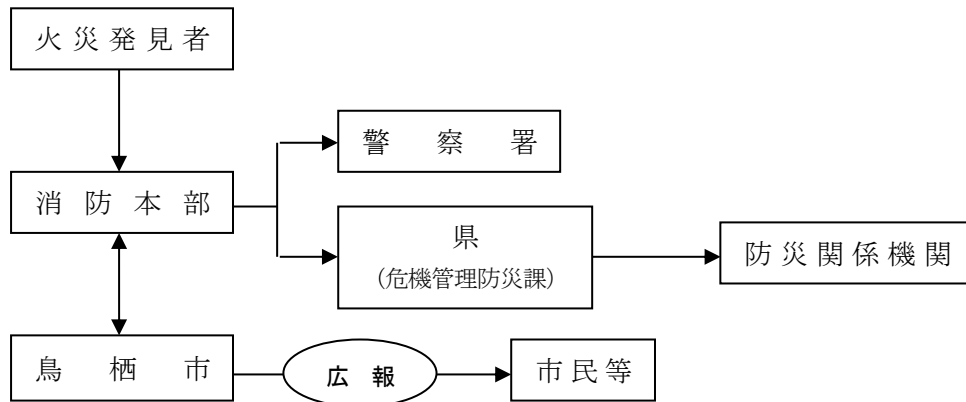 火災発見者
警察署
消防本部
県
(危機管理防災課)
防災関係機関
鳥栖市
広報
市民等